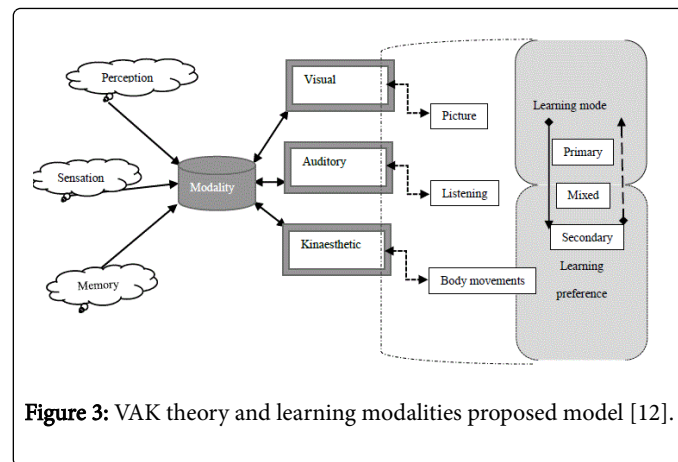 Perception
Sensation
Memory
Modality
Visual
Auditory
Kinaesthetic
Picture
Listening
Body movements
Learning mode
Primary
Mixed
Secondary
Learning
preference
Figure 3: VAK theory and learning modalities proposed model [12].